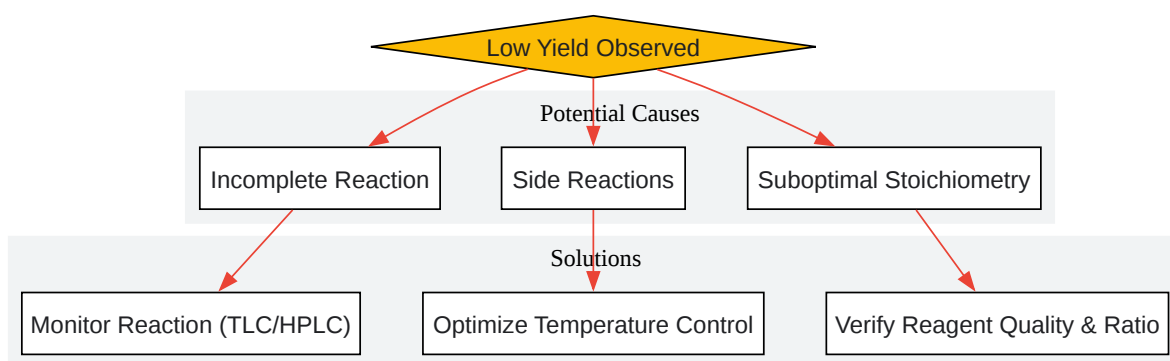 Low Yield Observed
Potential Causes
Incomplete Reaction
Side Reactions
Suboptimal Stoichiometry
Solutions
Monitor Reaction (TLC/HPLC)
Optimize Temperature Control
Verify Reagent Quality & Ratio